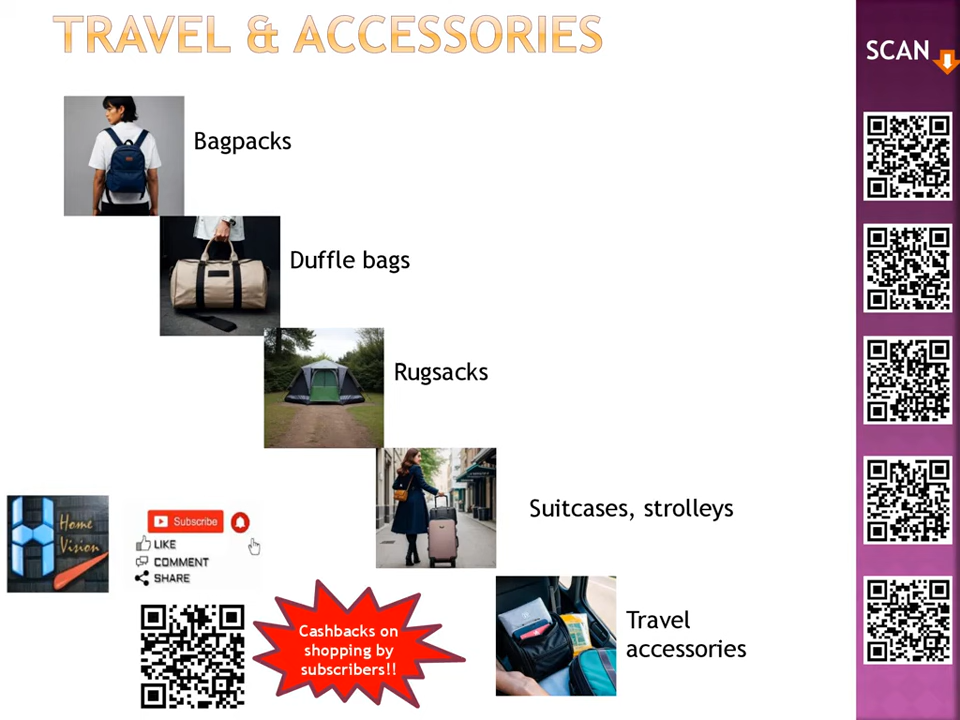 TRAVEL & ACCESSORIES
SCAN
Bagpacks
Duffle bags
Rugsacks
Suitcases, strolleys
Travel
accessories
Home
Vision
Subscribe
LIKE
COMMENT
SHARE
Cashbacks on
shopping by
subscribers!!